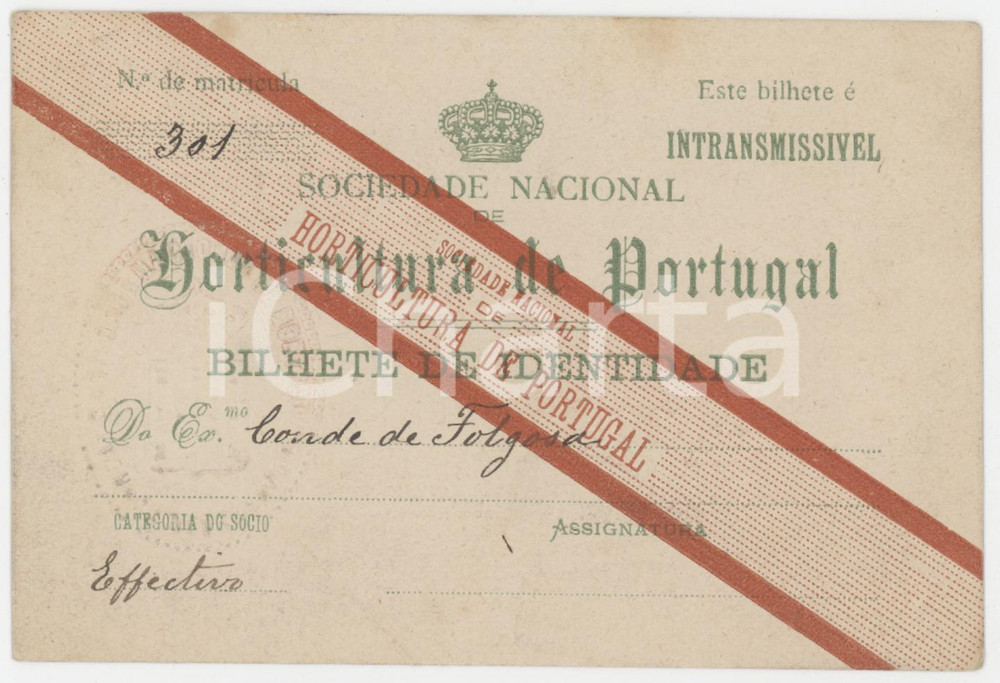 N.º de matricula
301
Este bilhete é
INTRANSMISSIVEL
SOCIEDADE NACIONAL
DE
Horticultura de Portugal
SOCIEDADE NACIONAL
DE
HORTICULTURA DE PORTUGAL
BILHETE DE IDENTIDADE
Do Ex.mo Conde de Folgosa
CATEGORIA DO SOCIO
ASSIGNATURA
Effectivo
iCharta